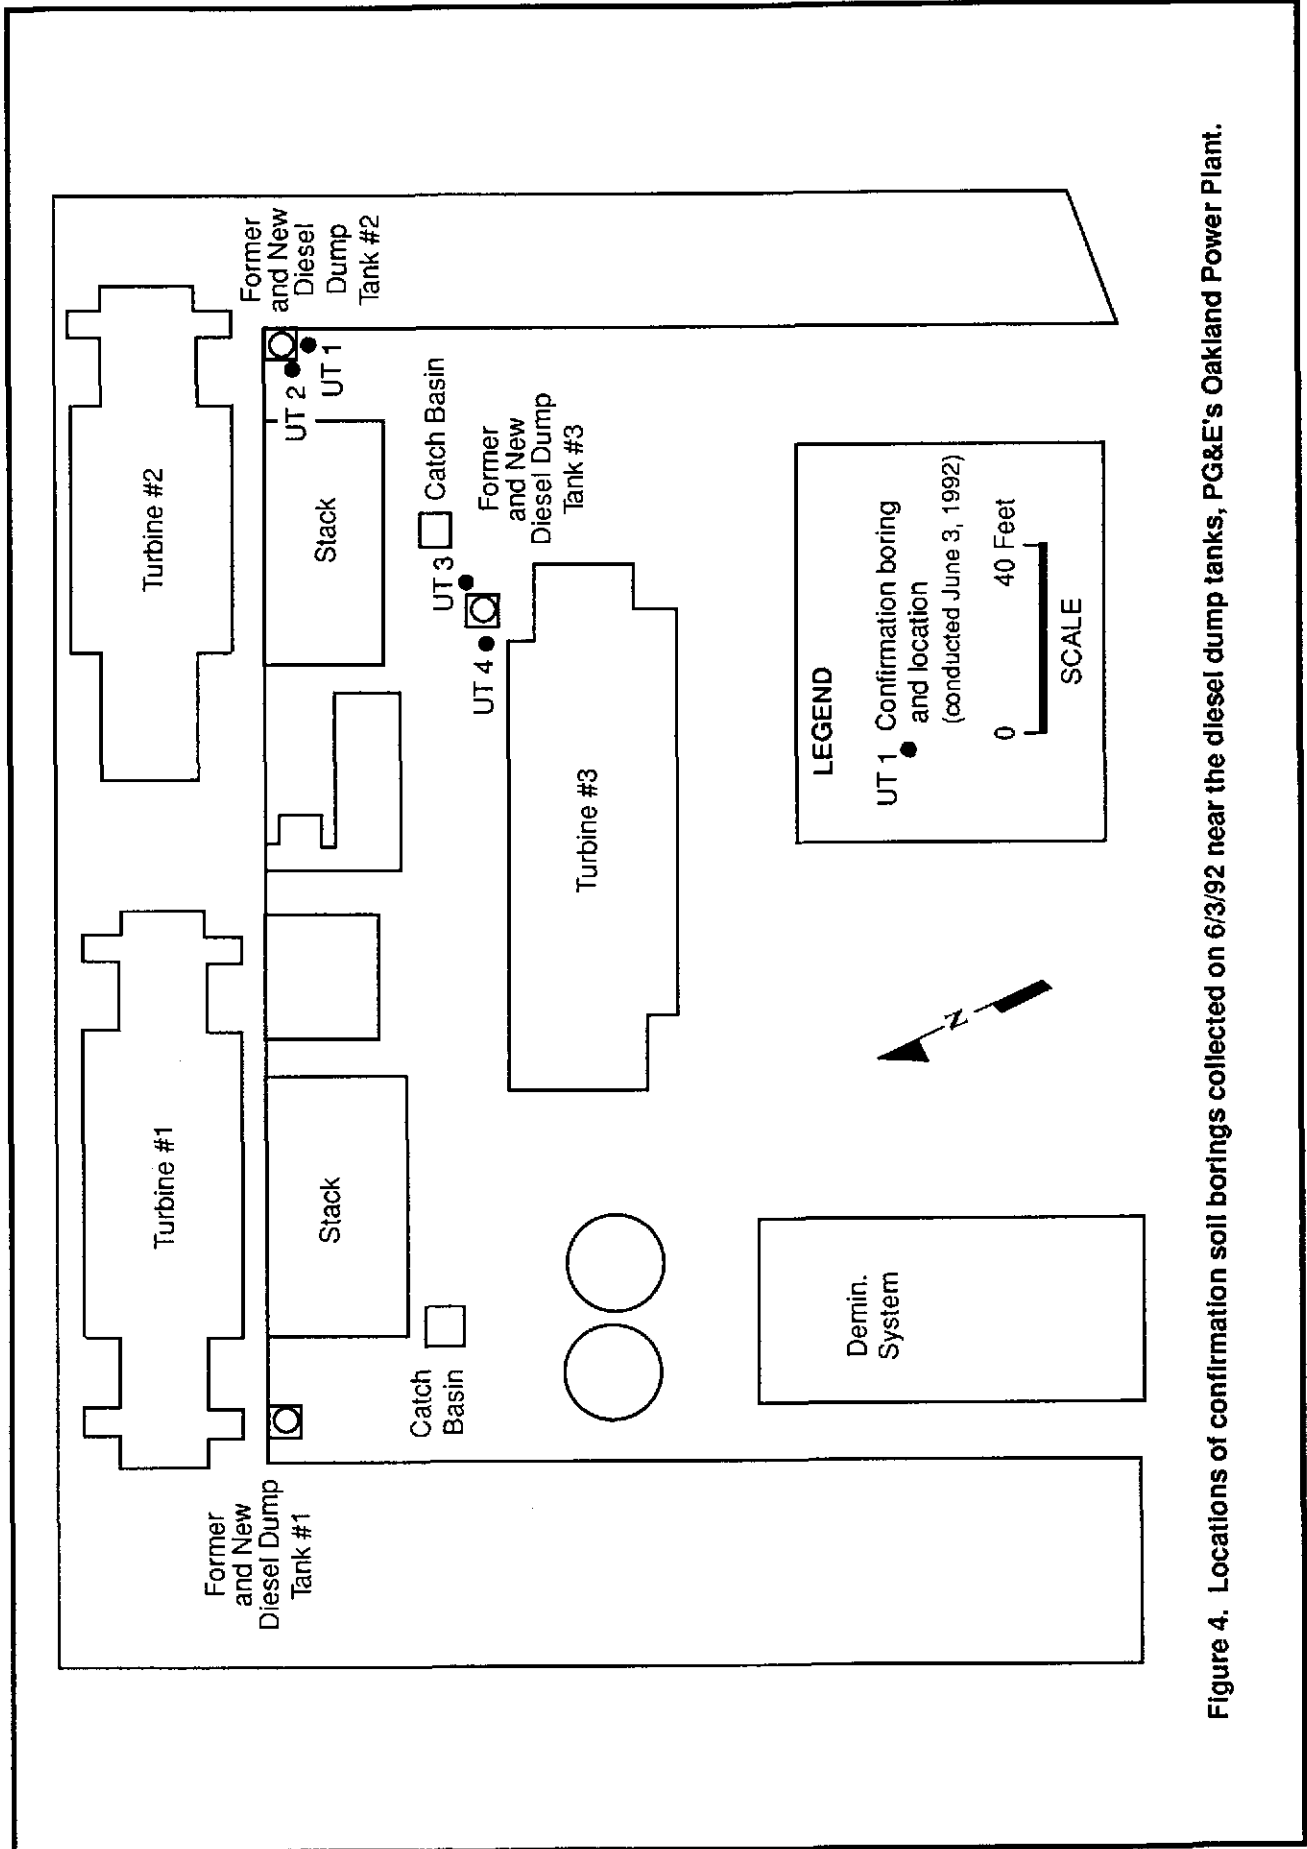 Turbine #1
Turbine #2
Former
and New
Diesel Dump
Tank #1
Former
and New
Diesel
Dump
Tank #2
Stack
Stack
UT 2
UT 1
Catch
Basin
Catch Basin
UT 3
UT 4
Former
and New
Diesel Dump
Tank #3
Turbine #3
Demin.
System
N
LEGEND
UT 1 Confirmation boring
and location
(conducted June 3, 1992)
0 40 Feet
SCALE
Figure 4. Locations of confirmation soil borings collected on 6/3/92 near the diesel dump tanks, PG&E's Oakland Power Plant.